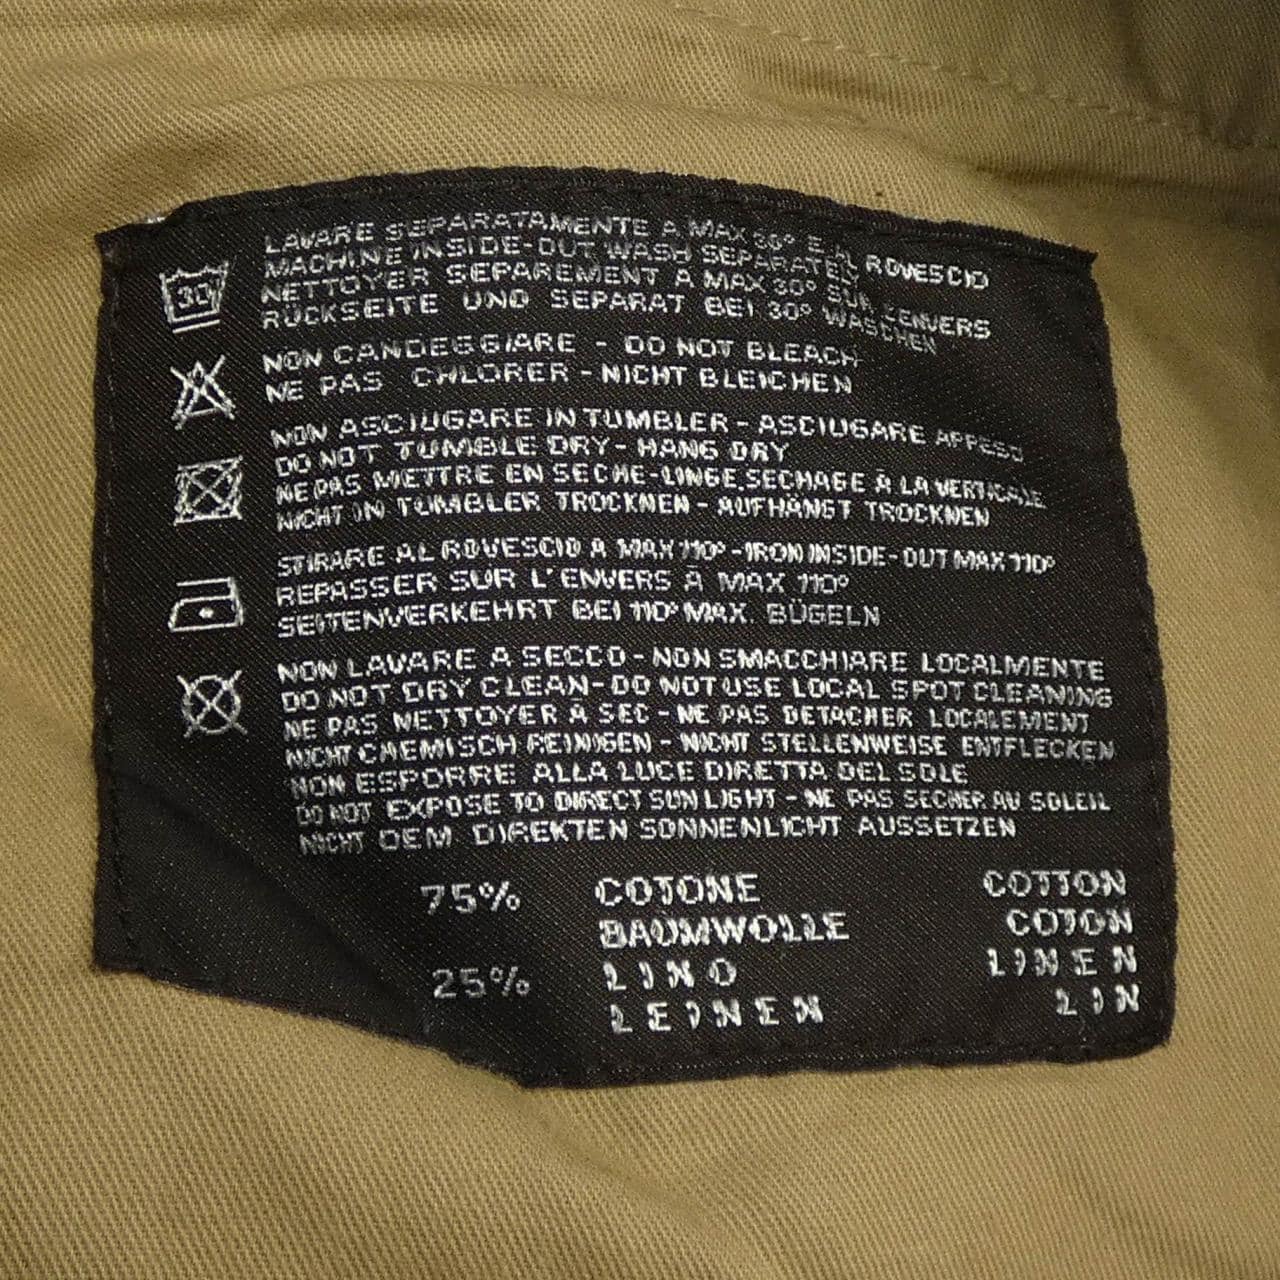 LAVARE SEPARATAMENTE A MAX 30° E AL ROVESCIO
MACHINE INSIDE-OUT WASH SEPARATELY
NETTOYER SEPAREMENT A MAX 30° SUR L'ENVERS
RÜCKSEITE UND SEPARAT BEI 30° WASCHEN
30°
NON CANDEGGIARE - DO NOT BLEACH
NE PAS CHLORER - NICHT BLEICHEN
NON ASCIUGARE IN TUMBLER - ASCIUGARE APPESO
DO NOT TUMBLE DRY - HANG DRY
NE PAS METTRE EN SECHE-LINGE, SECHAGE À LA VERTICALE
NICHT IN TUMBLER TROCKNEN - AUFHÄNGT TROCKNEN
STIRARE AL ROVESCIO A MAX 110° - IRON INSIDE-OUT MAX 110°
REPASSER SUR L'ENVERS À MAX 110°
SEITENVERKEHRT BEI 110° MAX. BÜGELN
NON LAVARE A SECCO - NON SMACCHIARE LOCALMENTE
DO NOT DRY CLEAN - DO NOT USE LOCAL SPOT CLEANING
NE PAS NETTOYER À SEC - NE PAS DETACHER LOCALEMENT
NICHT CHEMISCH REINIGEN - NICHT STELLENWEISE ENTFLECKEN
NON ESPORRE ALLA LUCE DIRETTA DEL SOLE
DO NOT EXPOSE TO DIRECT SUN LIGHT - NE PAS SECHER AU SOLEIL
NICHT DEM DIREKTEN SONNENLICHT AUSSETZEN
75% COTONE COTTON
BAUMWOLLE COTON
25% LINO LINEN
LEINEN LIN